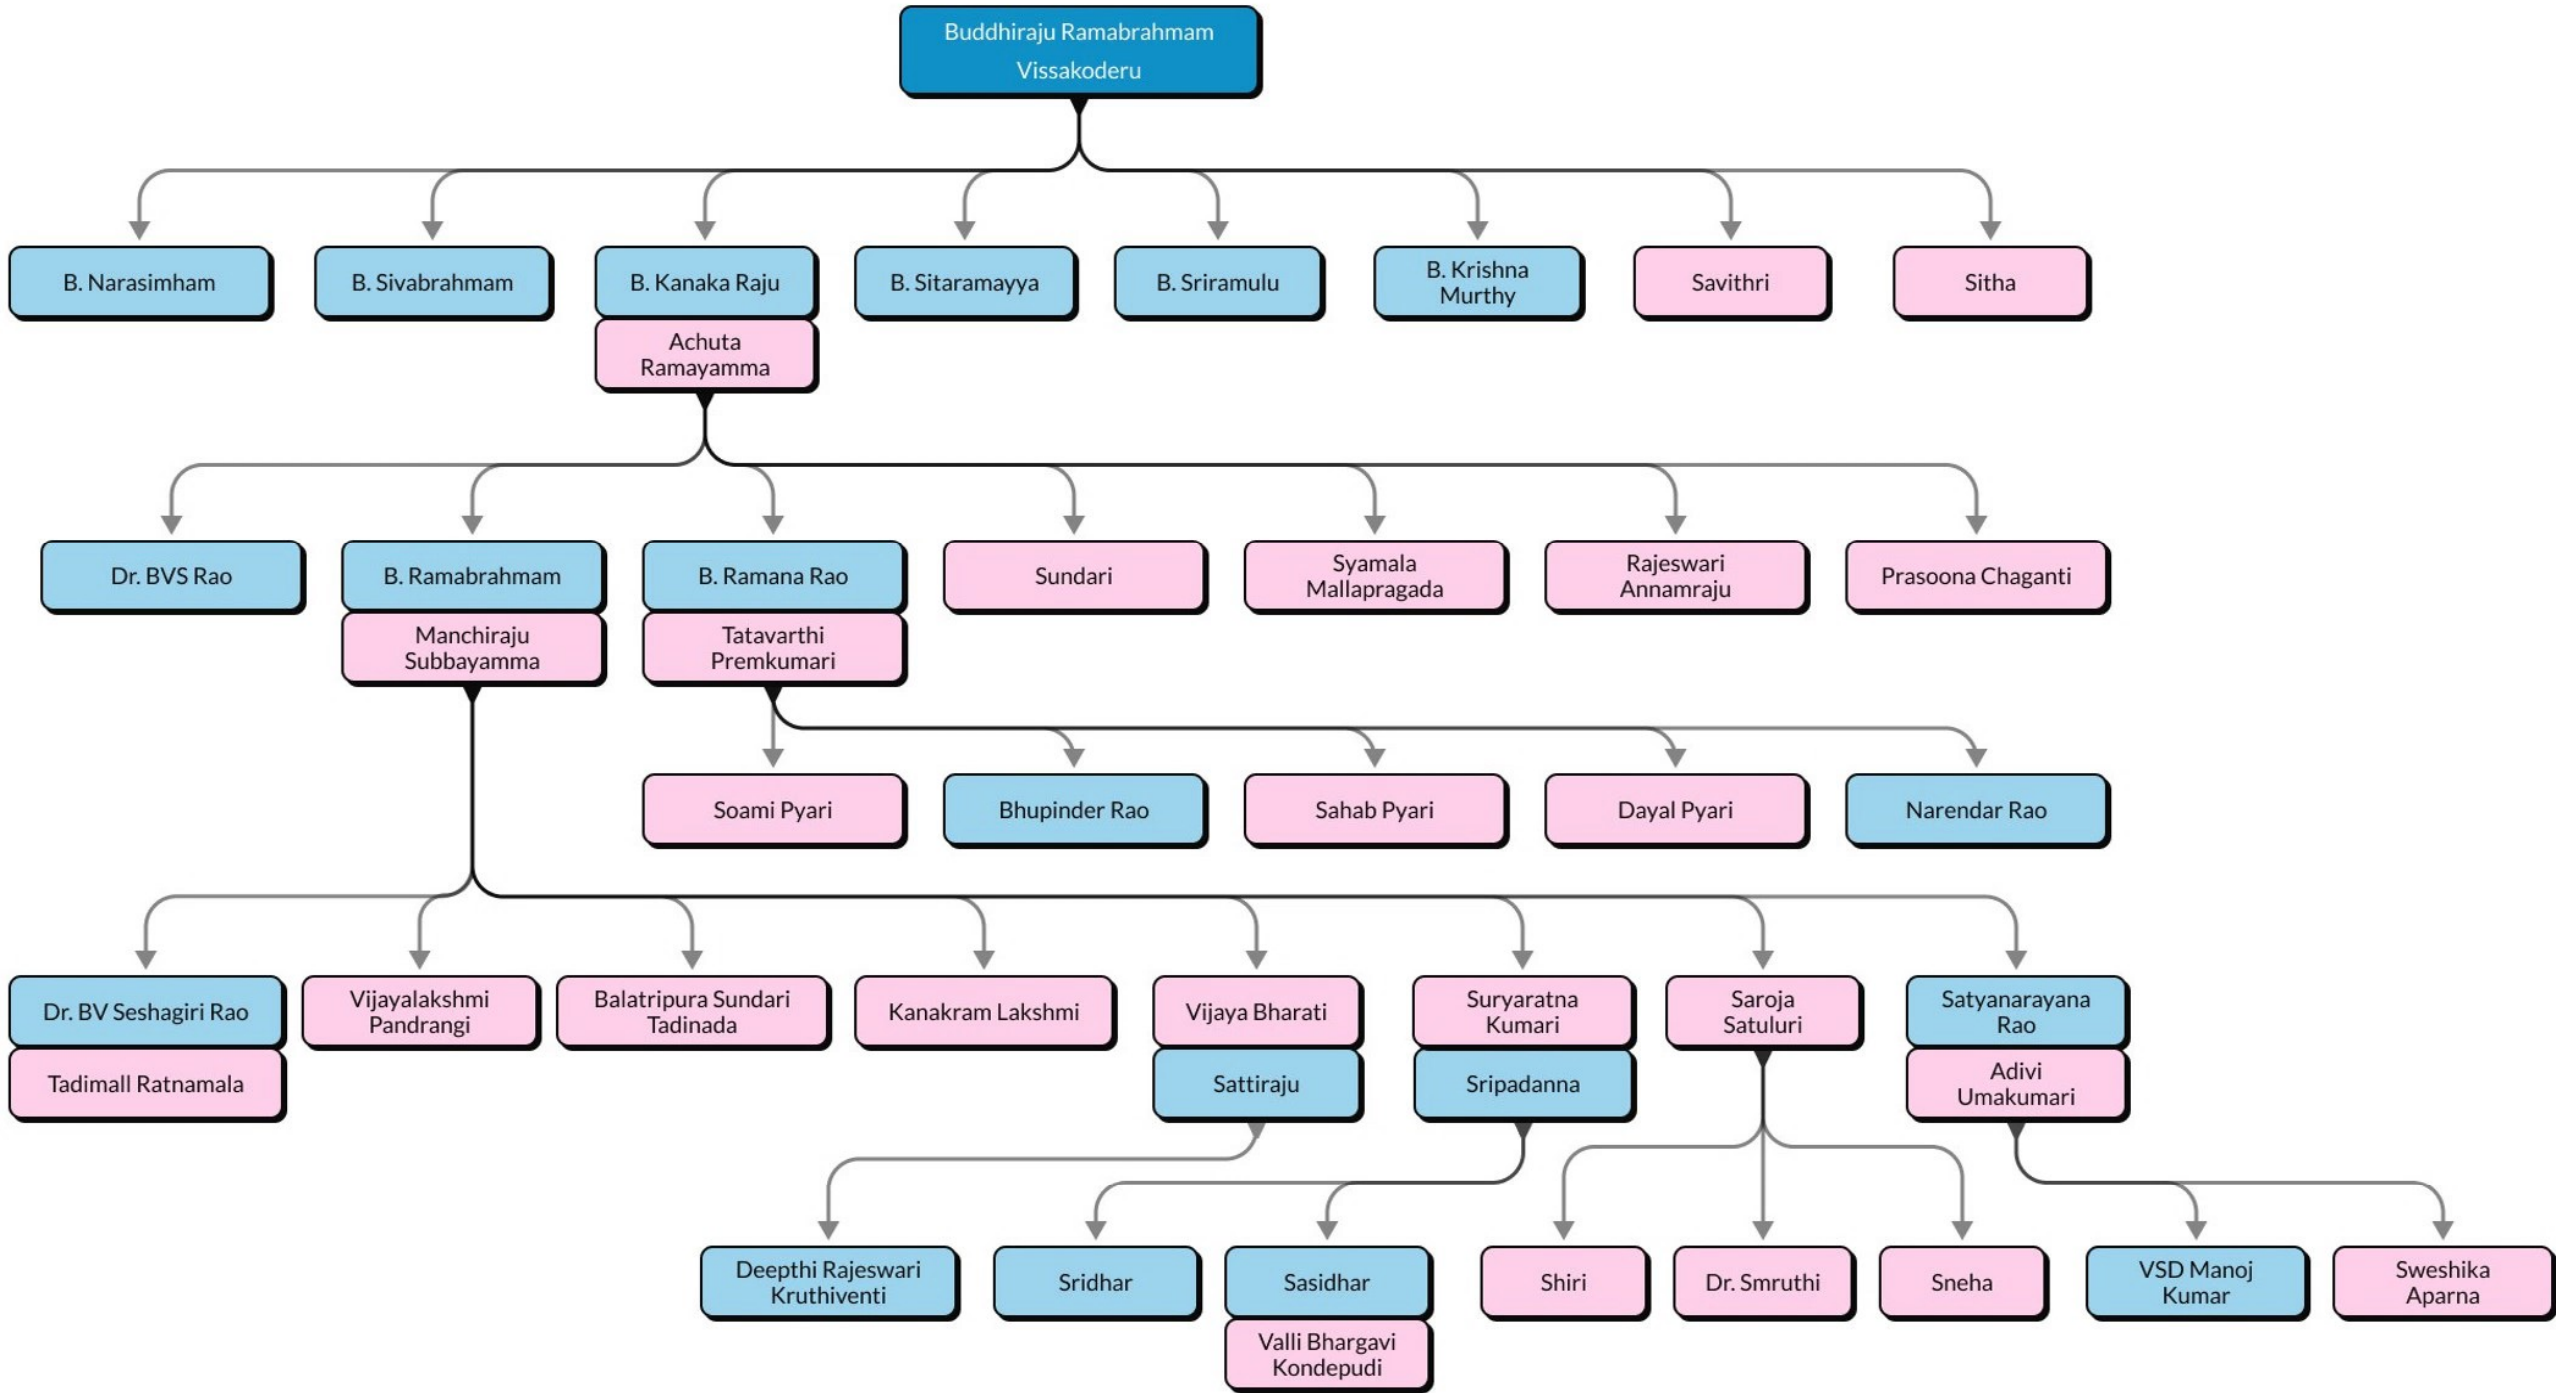 Buddhiraju Ramabrahmam
Vissakoderu
B. Narasimham
B. Sivabrahmam
B. Kanaka Raju
B. Sitaramayya
B. Sriramulu
B. Krishna
Murthy
Savithri
Sitha
Achuta
Ramayamma
Dr. BVS Rao
B. Ramabrahmam
B. Ramana Rao
Sundari
Syamala
Mallapragada
Rajeswari
Annamraju
Prasoona Chaganti
Manchiraju
Subbayamma
Tatavarthi
Premkumari
Soami Pyari
Bhupinder Rao
Sahab Pyari
Dayal Pyari
Narendar Rao
Dr. BV Seshagiri Rao
Vijayalakshmi
Pandrangi
Balatripura Sundari
Tadinada
Kanakram Lakshmi
Vijaya Bharati
Suryaratna
Kumari
Saroja
Satuluri
Satyanarayana
Rao
Tadimall Ratnamala
Sattiraju
Sripadanna
Adivi
Umakumari
Deepthi Rajeswari
Kruthiventi
Sridhar
Sasidhar
Shiri
Dr. Smruthi
Sneha
VSD Manoj
Kumar
Sweshika
Aparna
Valli Bhargavi
Kondepudi